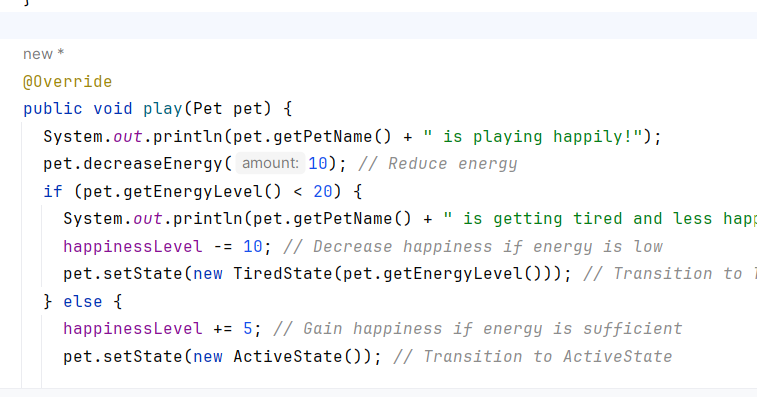 }
new *
@Override
public void play(Pet pet) {
System.out.println(pet.getPetName() + " is playing happily!");
pet.decreaseEnergy( amount: 10); // Reduce energy
if (pet.getEnergyLevel() < 20) {
System.out.println(pet.getPetName() + " is getting tired and less
happinessLevel -= 10; // Decrease happiness if energy is low
pet.setState(new TiredState(pet.getEnergyLevel())); // Transition to
} else {
happinessLevel += 5; // Gain happiness if energy is sufficient
pet.setState(new ActiveState()); // Transition to ActiveState